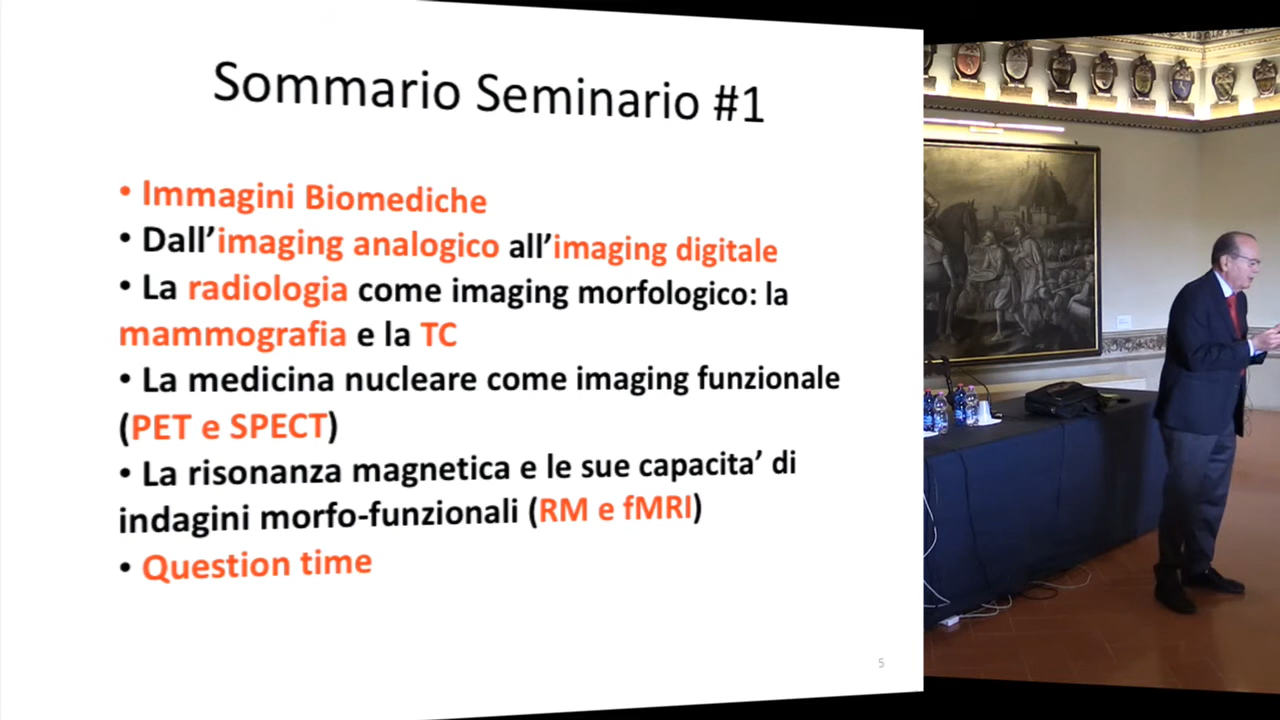 Sommario Seminario #1
• Immagini Biomediche
• Dall’imaging analogico all’imaging digitale
• La radiologia come imaging morfologico: la
mammografia e la TC
• La medicina nucleare come imaging funzionale
(PET e SPECT)
• La risonanza magnetica e le sue capacita’ di
indagini morfo-funzionali (RM e fMRI)
• Question time
5